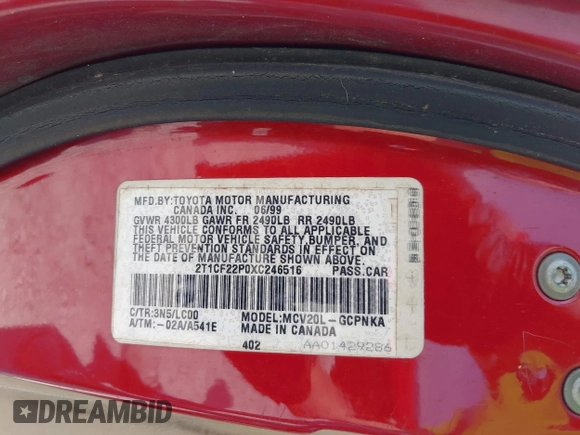 MFD.BY:TOYOTA MOTOR MANUFACTURING
CANADA INC. 06/99
GVWR 4300LB GAWR FR 2490LB RR 2490LB
THIS VEHICLE CONFORMS TO ALL APPLICABLE
FEDERAL MOTOR VEHICLE SAFETY, BUMPER, AND
THEFT PREVENTION STANDARDS IN EFFECT ON
THE DATE OF MANUFACTURE SHOWN ABOVE.
2T1CF22P0XC246516 PASS.CAR
C/TR:3N5/LC00 MODEL:MCV20L-GCPNKA
A/TM:-02A/A541E MADE IN CANADA
402 AA01429286
DREAMBID